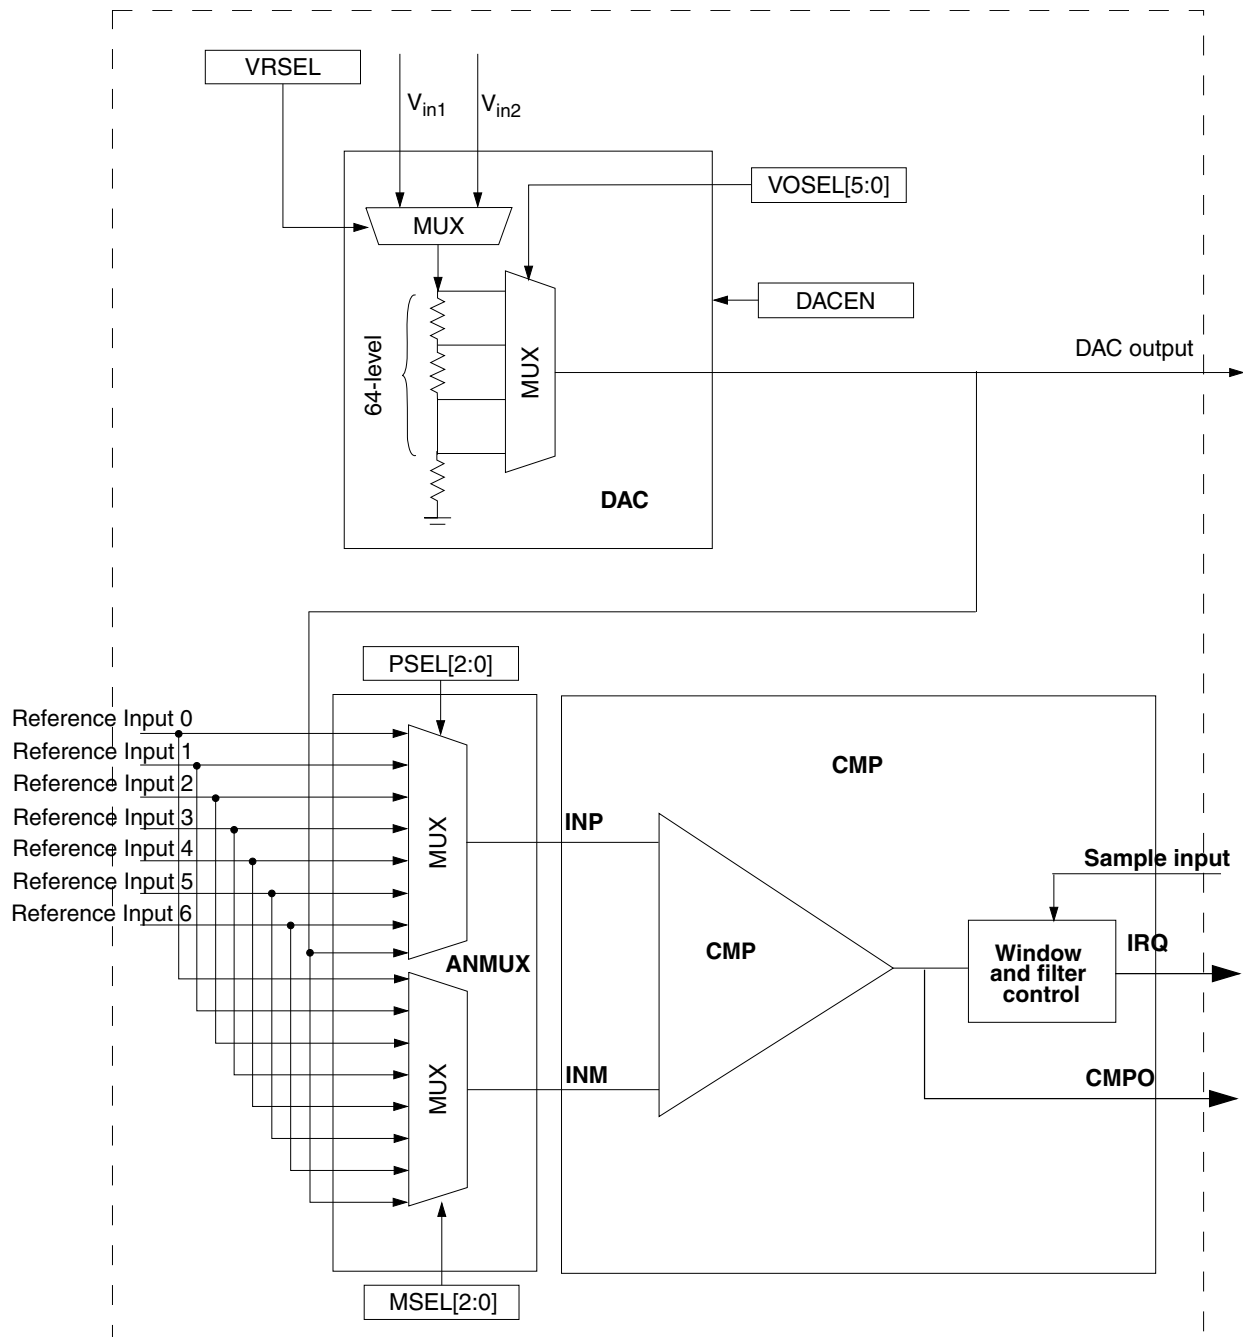 VRSEL
Vin1
Vin2
VOSEL[5:0]
MUX
DACEN
64-level
MUX
DAC output
DAC
PSEL[2:0]
Reference Input 0
Reference Input 1
Reference Input 2
Reference Input 3
Reference Input 4
Reference Input 5
Reference Input 6
MUX
ANMUX
MUX
MSEL[2:0]
CMP
INP
INM
CMP
Sample input
Window
and filter
control
IRQ
CMPO